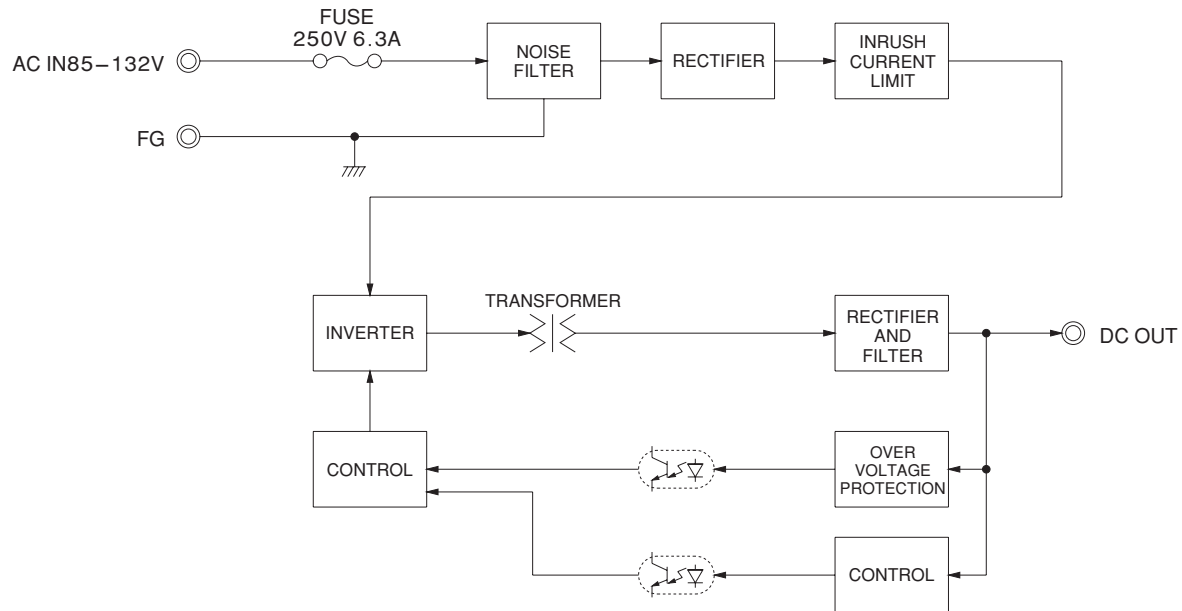 FUSE
250V 6.3A
AC IN85–132V
NOISE
FILTER
RECTIFIER
INRUSH
CURRENT
LIMIT
FG
INVERTER
TRANSFORMER
RECTIFIER
AND
FILTER
DC OUT
CONTROL
OVER
VOLTAGE
PROTECTION
CONTROL